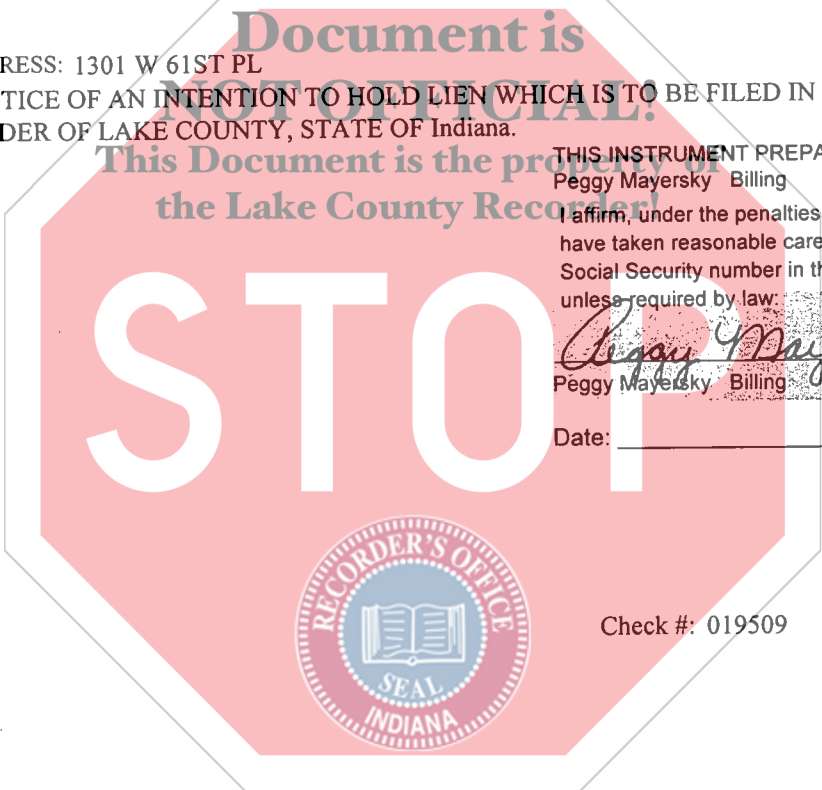 Document is
RESS: 1301 W 61ST PL
NOT OFFICIAL!
TICE OF AN INTENTION TO HOLD LIEN WHICH IS TO BE FILED IN
DER OF LAKE COUNTY, STATE OF Indiana.
This Document is the property of
the Lake County Recorder!
THIS INSTRUMENT PREPA
Peggy Mayersky Billing
I affirm, under the penalties
have taken reasonable care
Social Security number in th
unless required by law:
Peggy May
Peggy Mayersky Billing
Date:
STOP
RECORDER'S OFFICE
SEAL
INDIANA
Check #: 019509